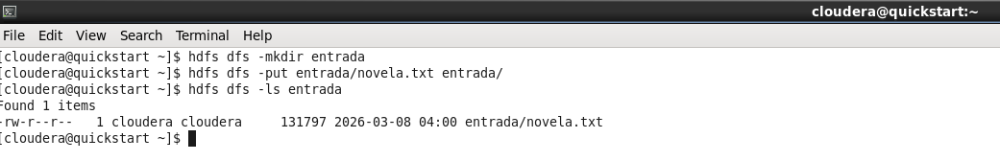 cloudera@quickstart:~
File Edit View Search Terminal Help
[cloudera@quickstart ~]$ hdfs dfs -mkdir entrada
[cloudera@quickstart ~]$ hdfs dfs -put entrada/novela.txt entrada/
[cloudera@quickstart ~]$ hdfs dfs -ls entrada
Found 1 items
-rw-r--r--   1 cloudera cloudera     131797 2026-03-08 04:00 entrada/novela.txt
[cloudera@quickstart ~]$